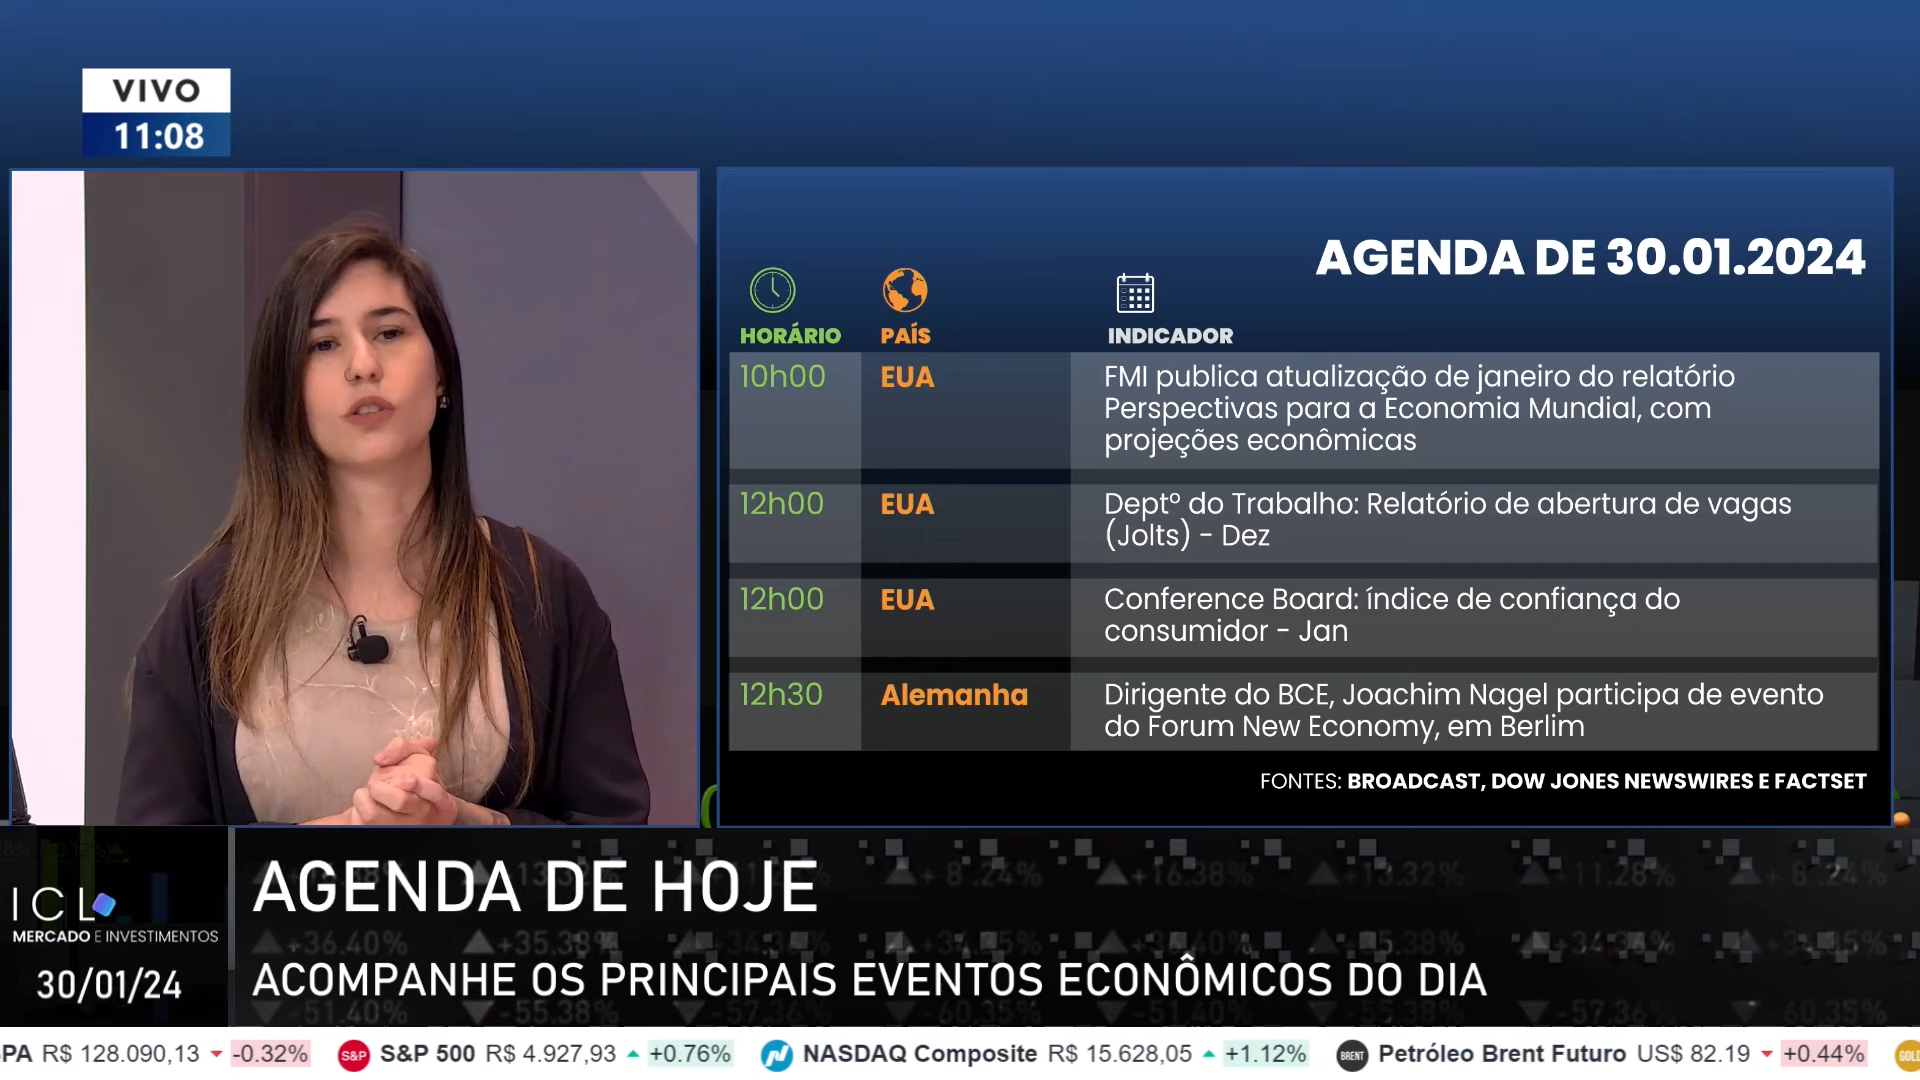 VIVO
11:08
AGENDA DE 30.01.2024
HORÁRIO
PAÍS
INDICADOR
10h00
EUA
FMI publica atualização de janeiro do relatório
Perspectivas para a Economia Mundial, com
projeções econômicas
12h00
EUA
Deptº do Trabalho: Relatório de abertura de vagas
(Jolts) - Dez
12h00
EUA
Conference Board: índice de confiança do
consumidor - Jan
12h30
Alemanha
Dirigente do BCE, Joachim Nagel participa de evento
do Forum New Economy, em Berlim
FONTES: BROADCAST, DOW JONES NEWSWIRES E FACTSET
ICL
MERCADO E INVESTIMENTOS
30/01/24
AGENDA DE HOJE
ACOMPANHE OS PRINCIPAIS EVENTOS ECONÔMICOS DO DIA
PA R$ 128.090,13 -0.32% S&P S&P 500 R$ 4.927,93 +0.76% NASDAQ Composite R$ 15.628,05 +1.12% BRENT Petróleo Brent Futuro US$ 82.19 +0.44% GOLD